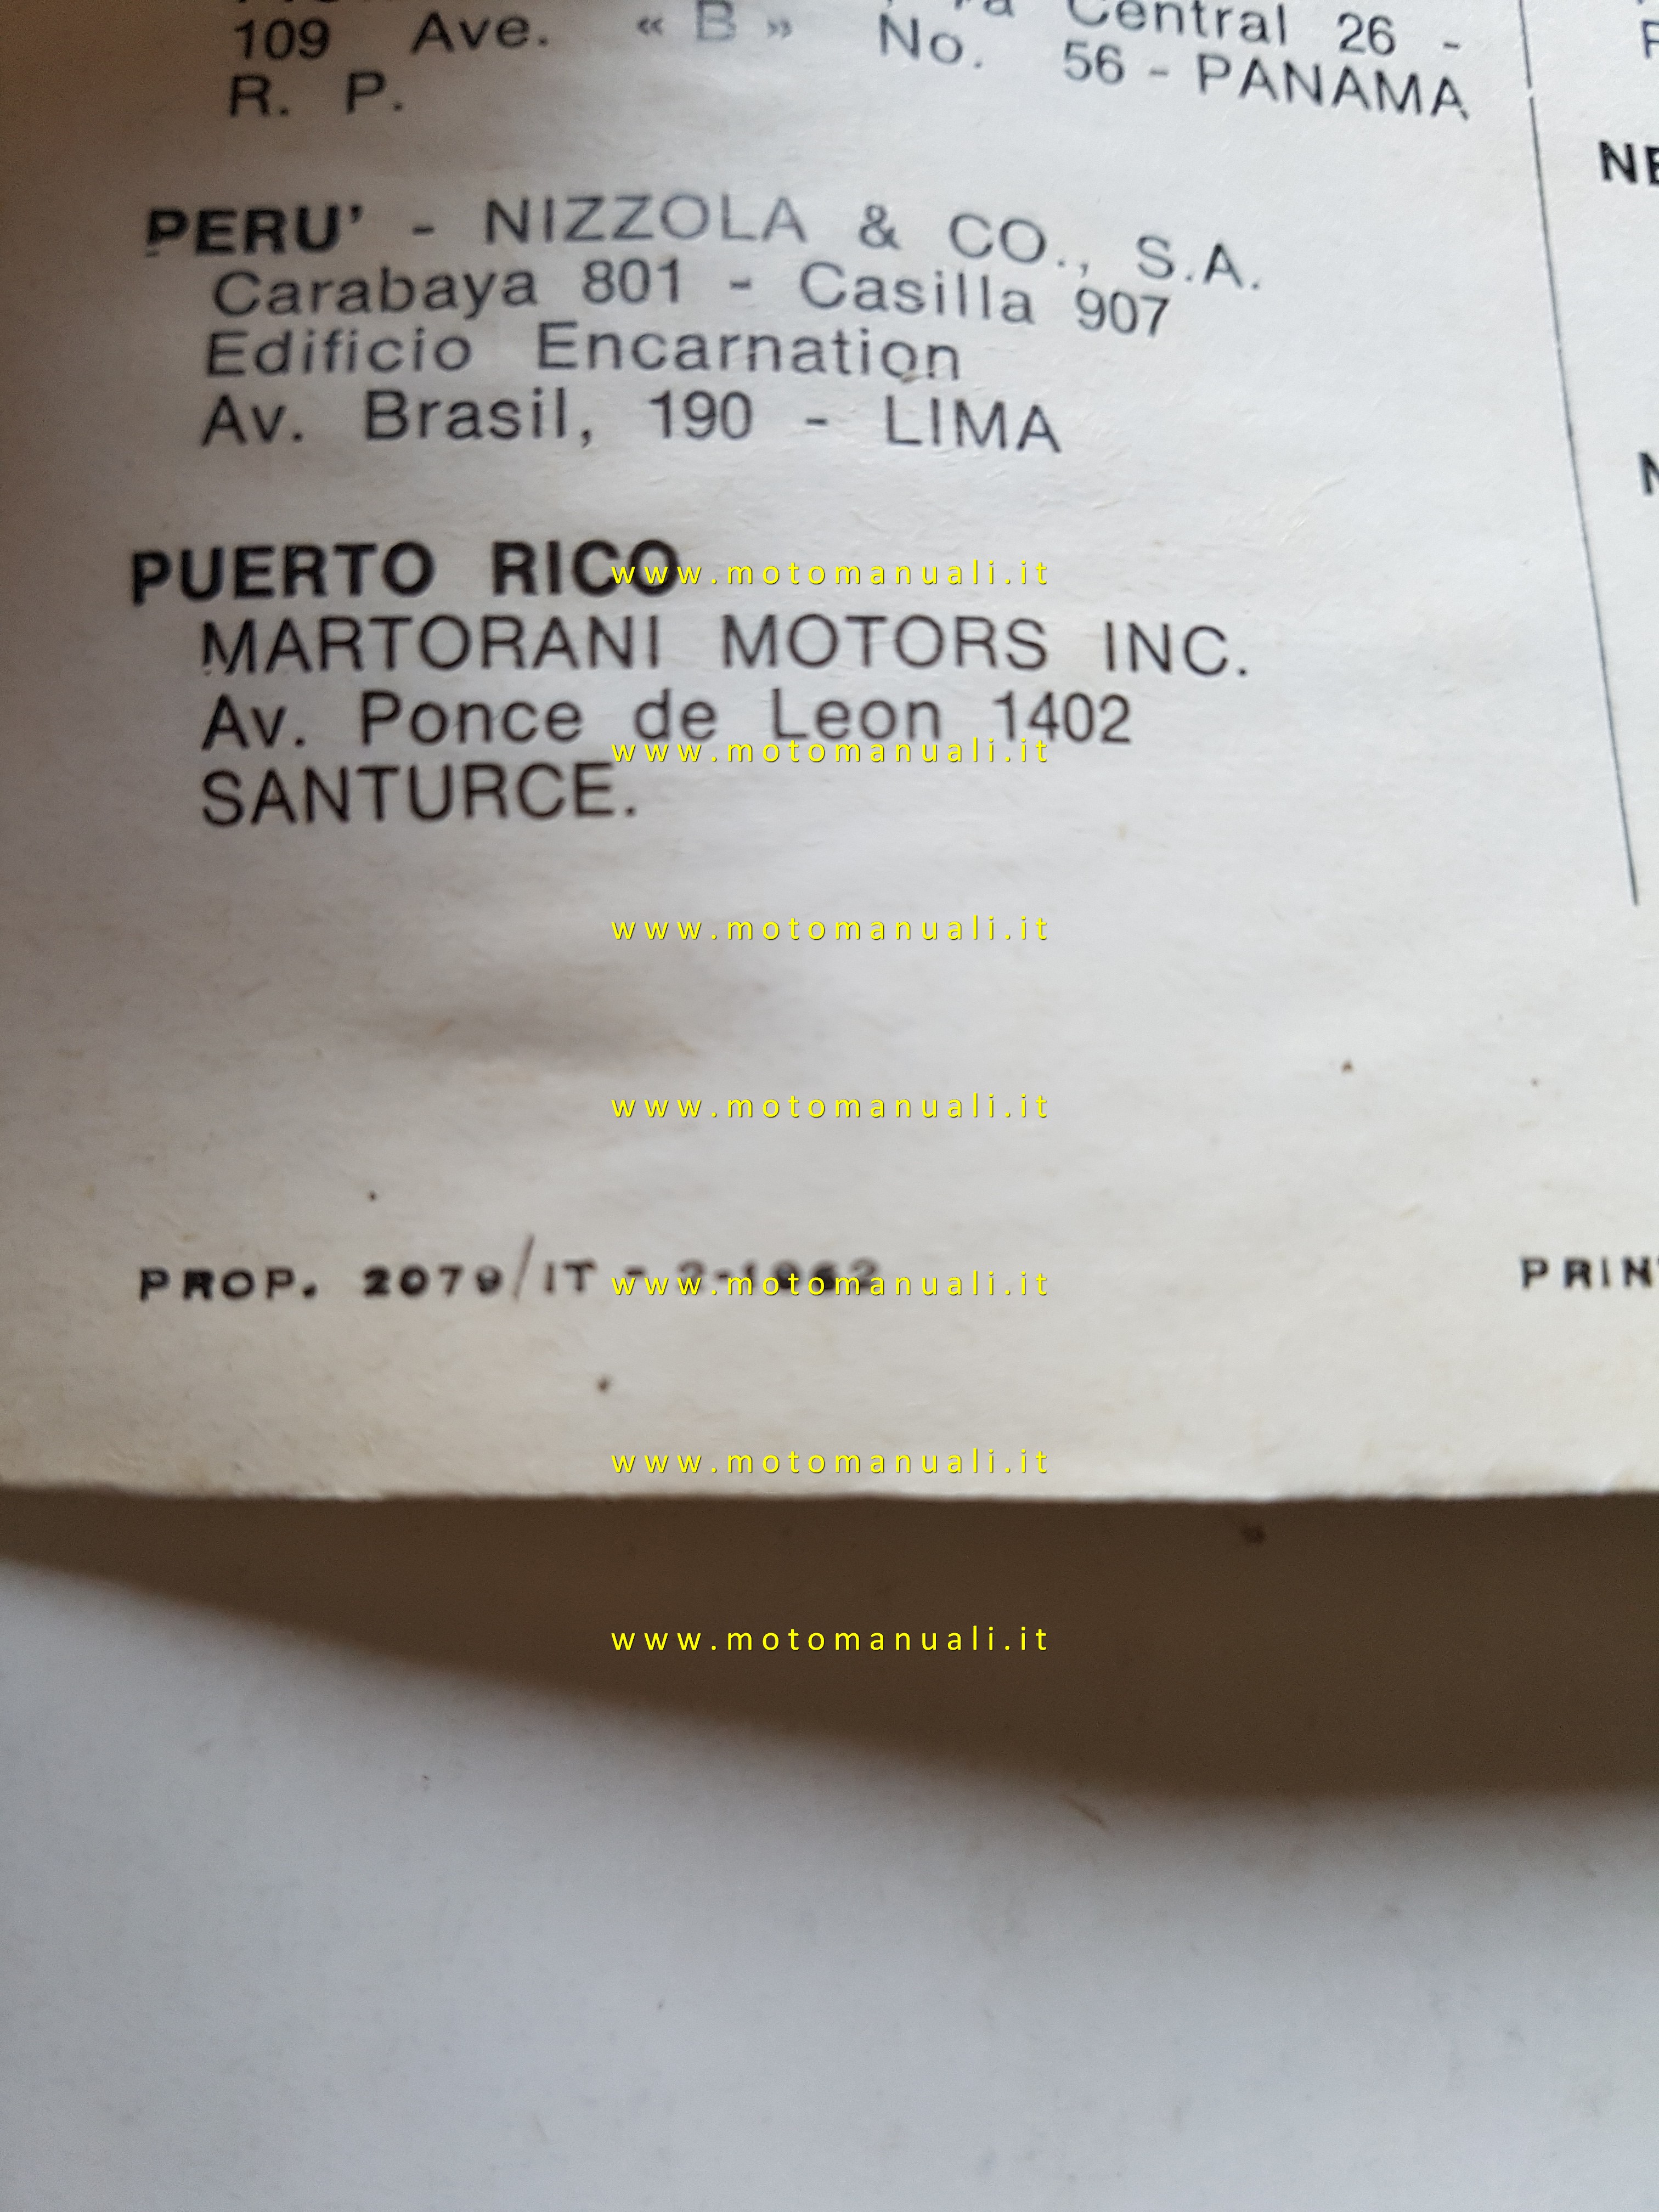 Central 26 -
109 Ave. « B » No. 56 - PANAMA
R. P.
PERU' - NIZZOLA & CO., S.A.
Carabaya 801 - Casilla 907
Edificio Encarnation
Av. Brasil, 190 - LIMA
PUERTO RICO
www.motomanuali.it
MARTORANI MOTORS INC.
Av. Ponce de Leon 1402
www.motomanuali.it
SANTURCE.
www.motomanuali.it
www.motomanuali.it
PROP. 2079/IT -
www.motomanuali.it
www.motomanuali.it
www.motomanuali.it